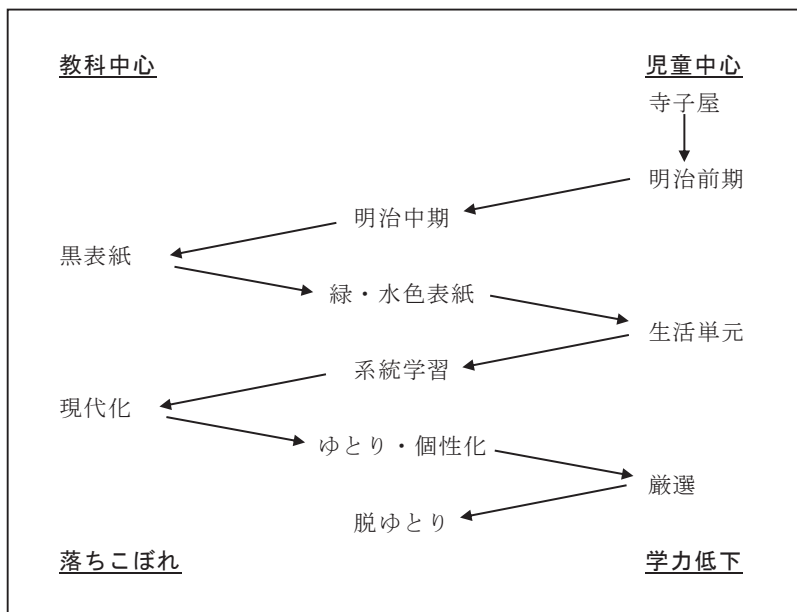 教科中心 児童中心
寺子屋
明治前期
明治中期
黒表紙
緑・水色表紙
生活単元
系統学習
現代化
ゆとり・個性化
厳選
脱ゆとり
落ちこぼれ 学力低下